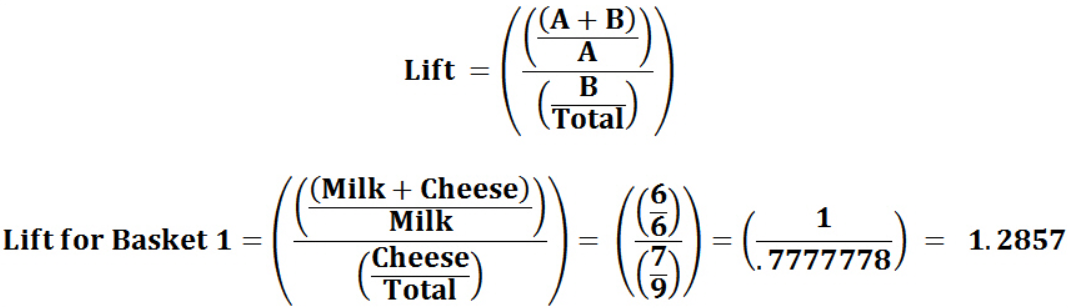 Lift = (((A + B)/A)/(B/Total))
Lift for Basket 1 = (((Milk + Cheese)/Milk)/(Cheese/Total)) = ((6/6)/(7/9)) = (1/.7777778) = 1.2857